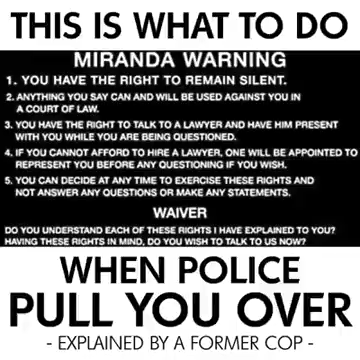 THIS IS WHAT TO DO
MIRANDA WARNING
1. YOU HAVE THE RIGHT TO REMAIN SILENT.
2. ANYTHING YOU SAY CAN AND WILL BE USED AGAINST YOU IN
A COURT OF LAW.
3. YOU HAVE THE RIGHT TO TALK TO A LAWYER AND HAVE HIM PRESENT
WITH YOU WHILE YOU ARE BEING QUESTIONED.
4. IF YOU CANNOT AFFORD TO HIRE A LAWYER, ONE WILL BE APPOINTED TO
REPRESENT YOU BEFORE ANY QUESTIONING IF YOU WISH.
5. YOU CAN DECIDE AT ANY TIME TO EXERCISE THESE RIGHTS AND
NOT ANSWER ANY QUESTIONS OR MAKE ANY STATEMENTS.
WAIVER
DO YOU UNDERSTAND EACH OF THESE RIGHTS I HAVE EXPLAINED TO YOU?
HAVING THESE RIGHTS IN MIND, DO YOU WISH TO TALK TO US NOW?
WHEN POLICE
PULL YOU OVER
- EXPLAINED BY A FORMER COP -